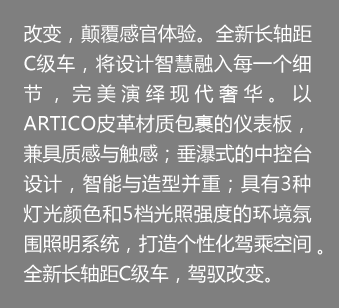 改变，颠覆感官体验。全新长轴距
C级车，将设计智慧融入每一个细
节，完美演绎现代奢华。以
ARTICO皮革材质包裹的仪表板，
兼具质感与触感；垂瀑式的中控台
设计，智能与造型并重；具有3种
灯光颜色和5档光照强度的环境氛
围照明系统，打造个性化驾乘空间。
全新长轴距C级车，驾驭改变。